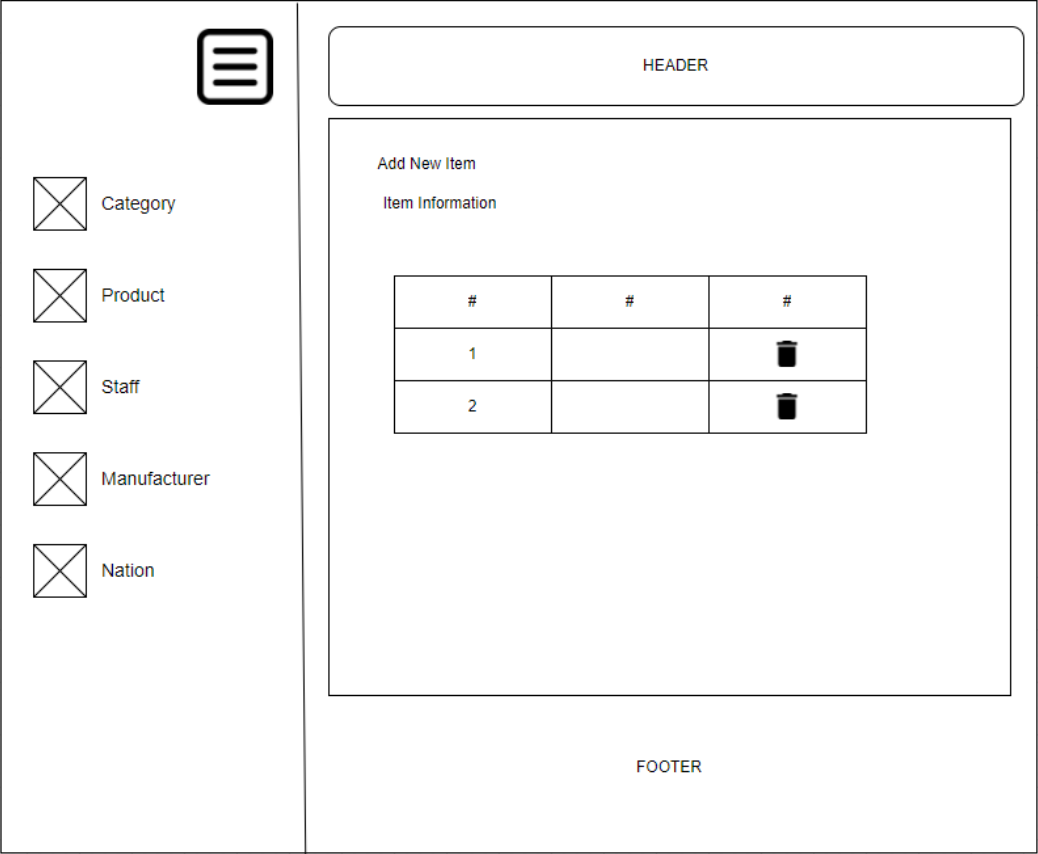 HEADER
Category
Product
Staff
Manufacturer
Nation
Add New Item
Item Information
# # #
1
2
FOOTER